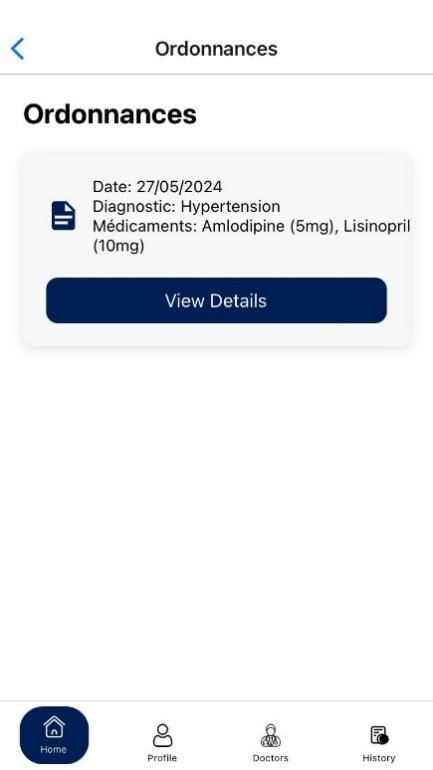 Ordonnances
Ordonnances
Date: 27/05/2024
Diagnostic: Hypertension
Médicaments: Amlodipine (5mg), Lisinopril
(10mg)
View Details
Home
Profile
Doctors
History